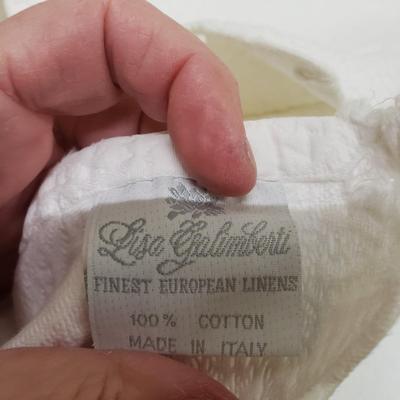 Lisa Galimberti
FINEST EUROPEAN LINENS
100% COTTON
MADE IN ITALY